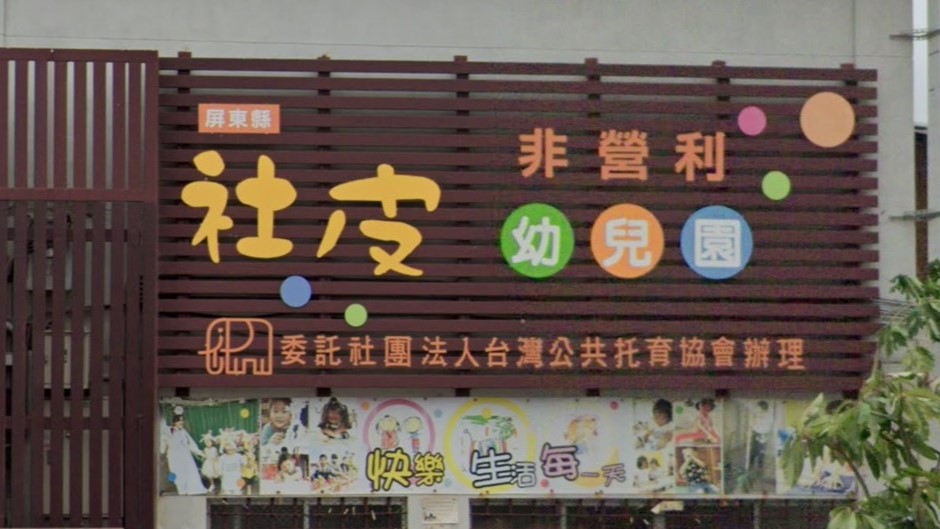 屏東縣
社皮
非營利
幼兒園
委託社團法人台灣公共托育協會辦理
快樂生活每一天